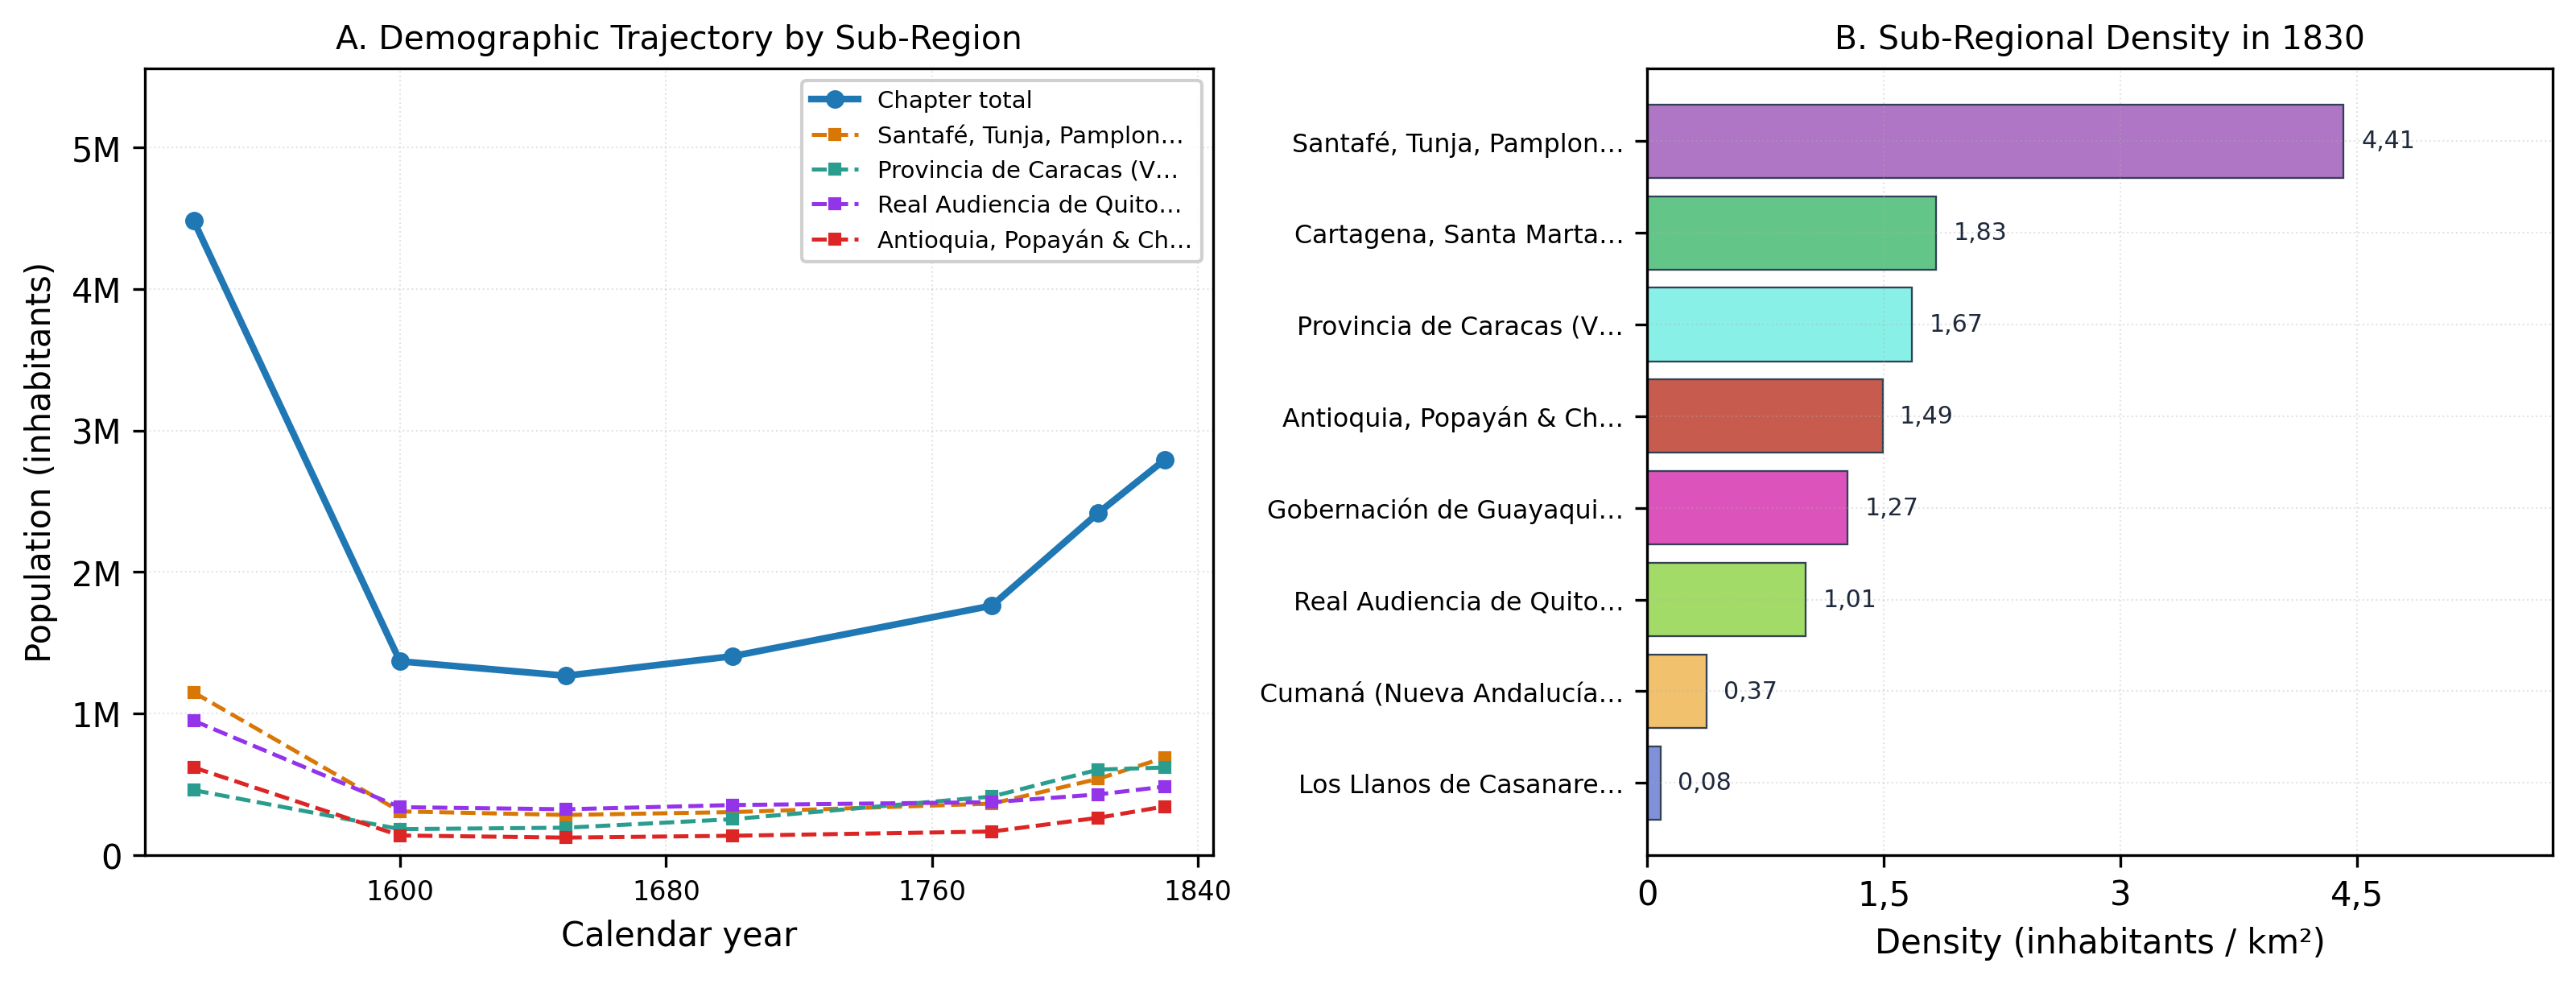 A. Demographic Trajectory by Sub-Region
Population (inhabitants)
5M
4M
3M
2M
1M
0
1600
1680
1760
1840
Calendar year
Chapter total
Santafé, Tunja, Pamplon...
Provincia de Caracas (V...
Real Audiencia de Quito...
Antioquia, Popayán & Ch...
B. Sub-Regional Density in 1830
Santafé, Tunja, Pamplon...
4,41
Cartagena, Santa Marta...
1,83
Provincia de Caracas (V...
1,67
Antioquia, Popayán & Ch...
1,49
Gobernación de Guayaqui...
1,27
Real Audiencia de Quito...
1,01
Cumaná (Nueva Andalucía...
0,37
Los Llanos de Casanare...
0,08
0
1,5
3
4,5
Density (inhabitants / km²)